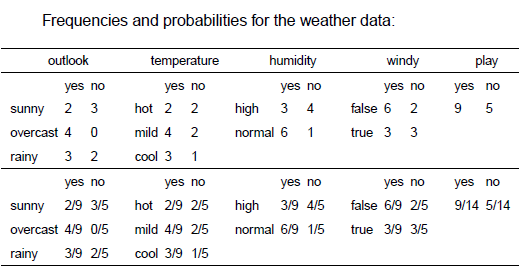 Frequencies and probabilities for the weather data:
outlook temperature humidity windy play
yes no yes no yes no yes no yes no
sunny 2 3 hot 2 2 high 3 4 false 6 2 9 5
overcast 4 0 mild 4 2 normal 6 1 true 3 3
rainy 3 2 cool 3 1
yes no yes no yes no yes no yes no
sunny 2/9 3/5 hot 2/9 2/5 high 3/9 4/5 false 6/9 2/5 9/14 5/14
overcast 4/9 0/5 mild 4/9 2/5 normal 6/9 1/5 true 3/9 3/5
rainy 3/9 2/5 cool 3/9 1/5